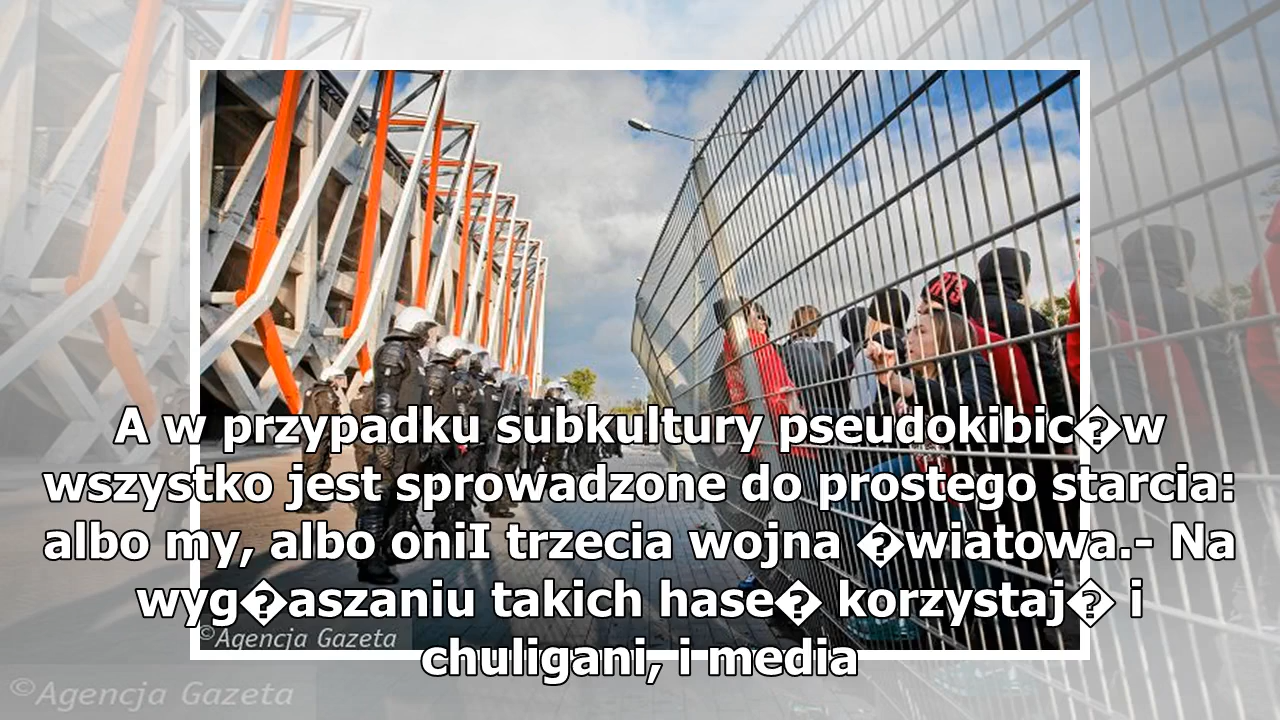 A w przypadku subkultury pseudokibic�w
wszystko jest sprowadzone do prostego starcia:
albo my, albo oniI trzecia wojna �wiatowa.- Na
wyg�aszaniu takich hase� korzystaj� i
chuligani, i media
©Agencja Gazeta
©Agencja Gazeta